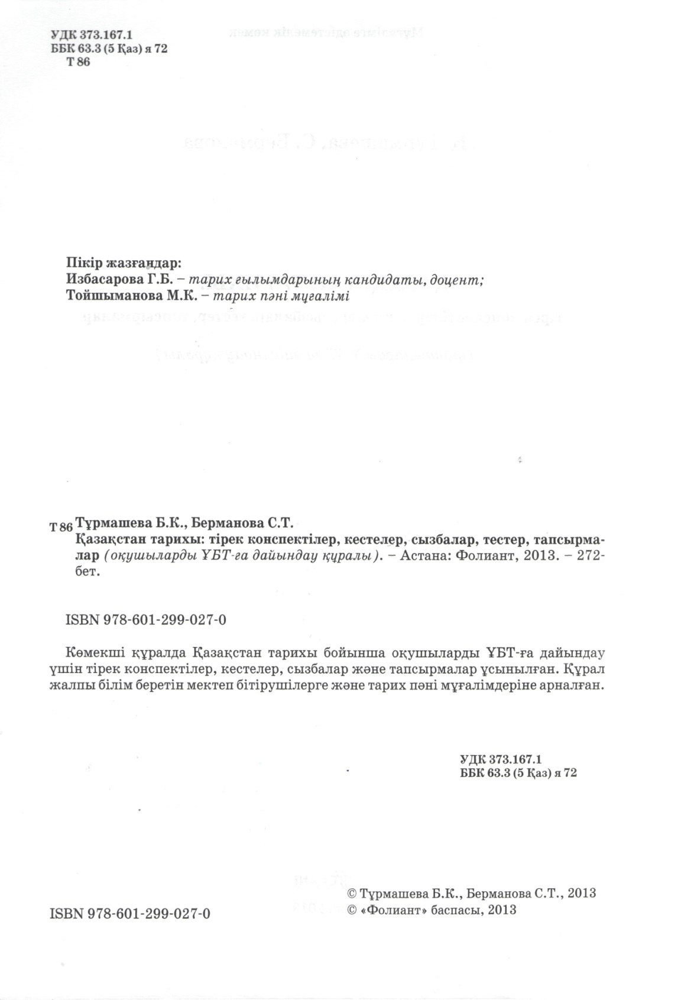 УДК 373.167.1
ББК 63.3 (5 Қаз) я 72
Т 86
Пікір жазғандар:
Избасарова Г.Б. – тарих ғылымдарының кандидаты, доцент;
Тойшыманова М.К. – тарих пәні мұғалімі
Т 86 Тұрмашева Б.К., Берманова С.Т.
Қазақстан тарихы: тірек конспектілер, кестелер, сызбалар, тестер, тапсырма-
лар (оқушыларды ҰБТ-ға дайындау құралы). – Астана: Фолиант, 2013. – 272-
бет.
ISBN 978-601-299-027-0
Көмекші құралда Қазақстан тарихы бойынша оқушыларды ҰБТ-ға дайындау
үшін тірек конспектілер, кестелер, сызбалар және тапсырмалар ұсынылған. Құрал
жалпы білім беретін мектеп бітірушілерге және тарих пәні мұғалімдеріне арналған.
УДК 373.167.1
ББК 63.3 (5 Қаз) я 72
© Тұрмашева Б.К., Берманова С.Т., 2013
ISBN 978-601-299-027-0
© «Фолиант» баспасы, 2013